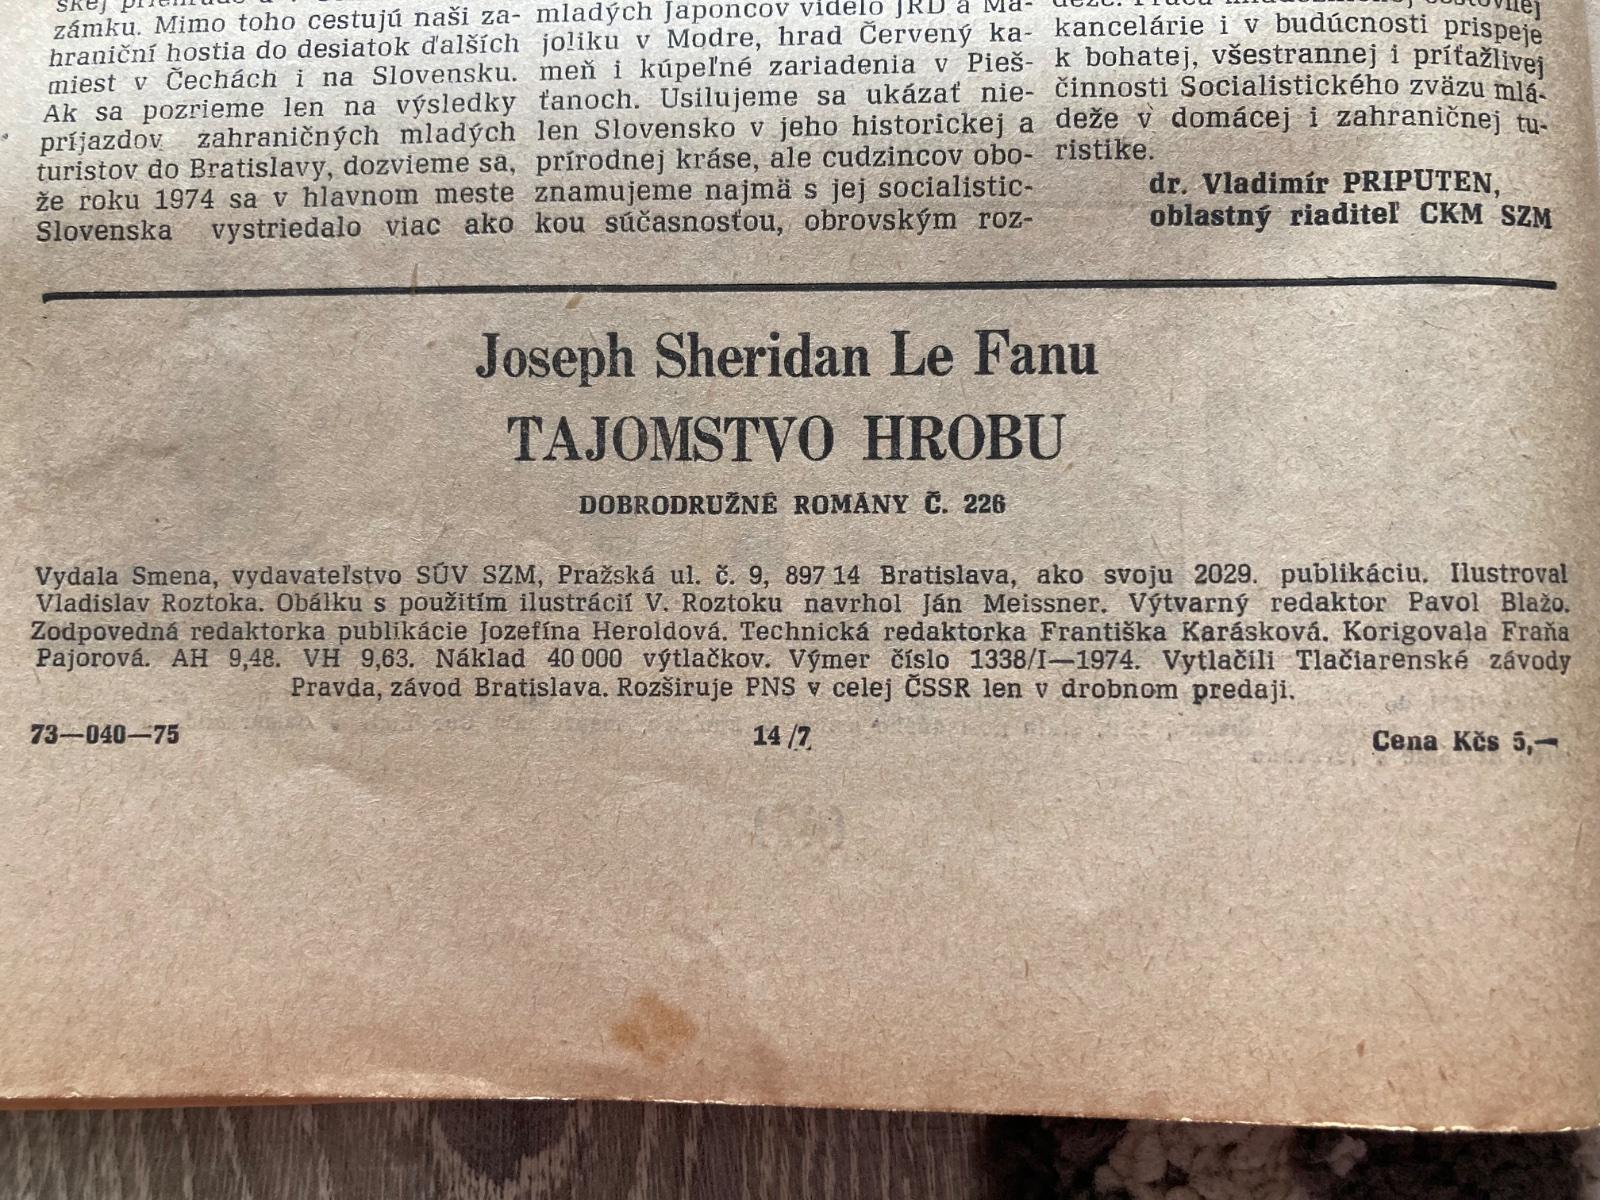 zámku. Mimo toho cestujú naši za-
hraniční hostia do desiatok ďalších
miest v Čechách i na Slovensku.
Ak sa pozrieme len na výsledky
príjazdov zahraničných mladých
turistov do Bratislavy, dozvieme sa,
že roku 1974 sa v hlavnom meste
Slovenska vystriedalo viac ako
mladých Japoncov videlo JRD a Ma-
joliku v Modre, hrad Červený ka-
meň i kúpeľné zariadenia v Pieš-
ťanoch. Usilujeme sa ukázať nie-
len Slovensko v jeho historickej a
prírodnej kráse, ale cudzincov obo-
znamujeme najmä s jej socialistic-
kou súčasnosťou, obrovským roz-
kancelárie i v budúcnosti prispeje
k bohatej, všestrannej i príťažlivej
činnosti Socialistického zväzu mlá-
deže v domácej i zahraničnej tu-
ristike.
dr. Vladimír PRIPUTEN,
oblastný riaditeľ CKM SZM
Joseph Sheridan Le Fanu
TAJOMSTVO HROBU
DOBRODRUŽNÉ ROMÁNY Č. 226
Vydala Smena, vydavateľstvo SÚV SZM, Pražská ul. č. 9, 897 14 Bratislava, ako svoju 2029. publikáciu. Ilustroval
Vladislav Roztoka. Obálku s použitím ilustrácií V. Roztoku navrhol Ján Meissner. Výtvarný redaktor Pavol Blažo.
Zodpovedná redaktorka publikácie Jozefína Heroldová. Technická redaktorka Františka Karásková. Korigovala Fraňa
Pajorová. AH 9,48. VH 9,63. Náklad 40 000 výtlačkov. Výmer číslo 1338/I—1974. Vytlačili Tlačiarenské závody
Pravda, závod Bratislava. Rozširuje PNS v celej ČSSR len v drobnom predaji.
73—040—75
14/7
Cena Kčs 5,—